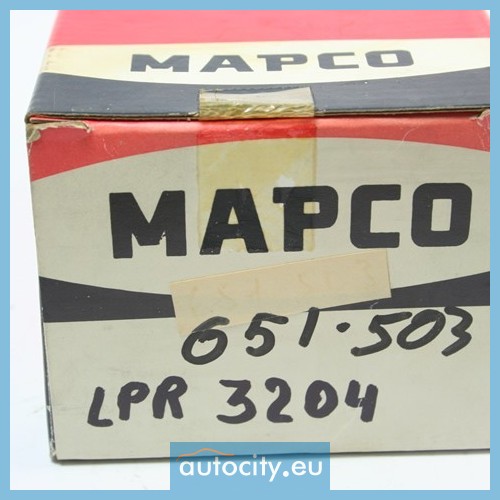 MAPCO
MAPCO
651.503
LPR 3204
autocity.eu